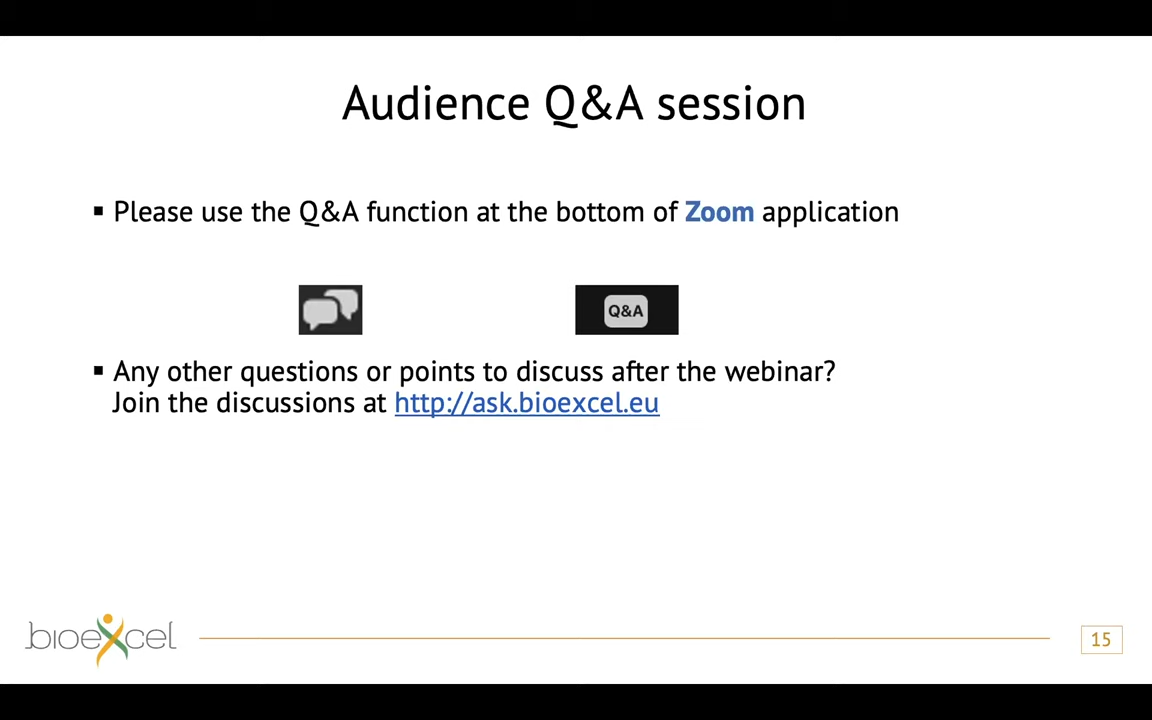 Audience Q&A session
▪ Please use the Q&A function at the bottom of Zoom application
Q&A
▪ Any other questions or points to discuss after the webinar?
Join the discussions at http://ask.bioexcel.eu
bioexcel
15